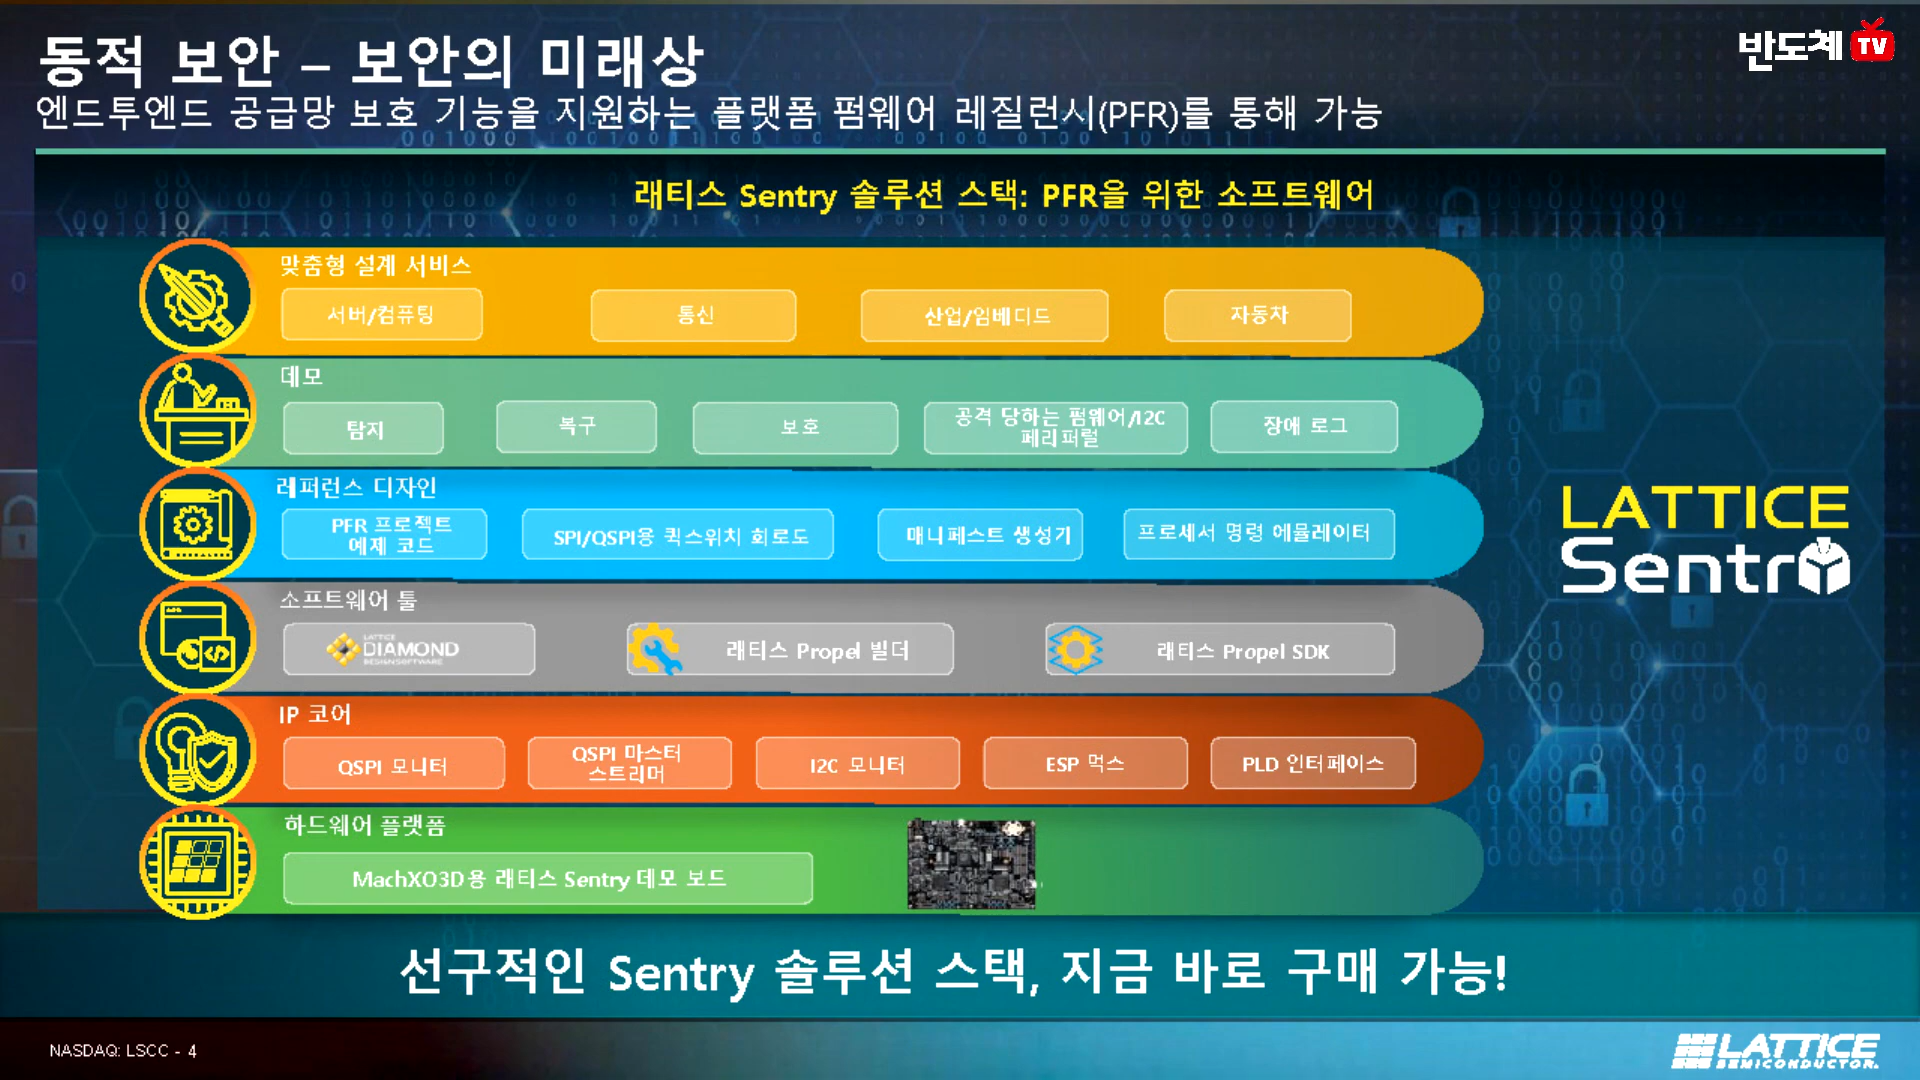 동적 보안 – 보안의 미래상
반도체 TV
엔드투엔드 공급망 보호 기능을 지원하는 플랫폼 펌웨어 레질런시(PFR)를 통해 가능
래티스 Sentry 솔루션 스택: PFR을 위한 소프트웨어
맞춤형 설계 서비스
서버/컴퓨팅
통신
산업/임베디드
자동차
데모
탐지
복구
보호
공격 당하는 펌웨어/I2C
페리퍼럴
장애 로그
레퍼런스 디자인
PFR 프로젝트
예제 코드
SPI/QSPI용 퀵스위치 회로도
매니페스트 생성기
프로세서 명령 에뮬레이터
소프트웨어 툴
LATTICE
DIAMOND
DESIGN SOFTWARE
래티스 Propel 빌더
래티스 Propel SDK
IP 코어
QSPI 모니터
QSPI 마스터
스트리머
I2C 모니터
ESP 먹스
PLD 인터페이스
하드웨어 플랫폼
MachXO3D용 래티스 Sentry 데모 보드
LATTICE
Sentry
선구적인 Sentry 솔루션 스택, 지금 바로 구매 가능!
NASDAQ: LSCC - 4
LATTICE
SEMICONDUCTOR.